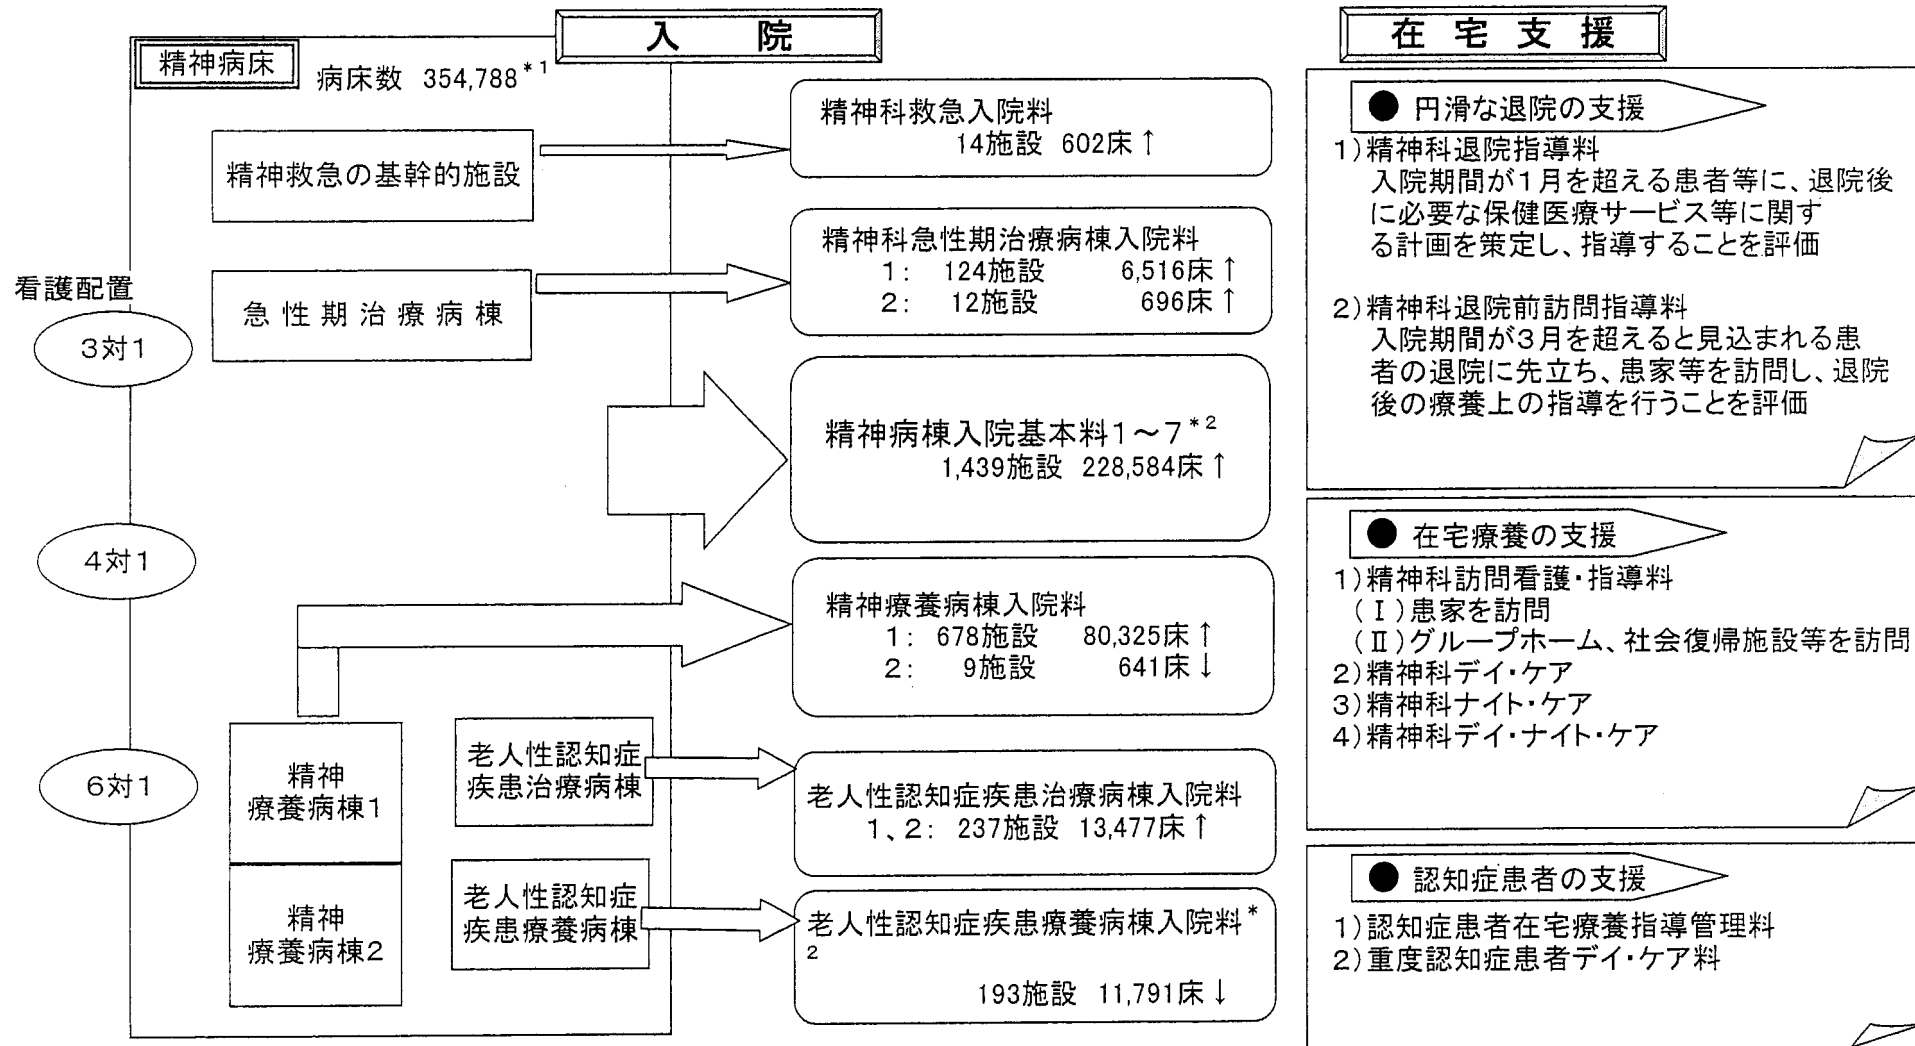 入 院
精神病床
病床数 354,788*1
精神救急の基幹的施設
精神科救急入院料
14施設 602床↑
看護配置
3対1
急性期治療病棟
精神科急性期治療病棟入院料
1: 124施設 6,516床↑
2: 12施設 696床↑
精神病棟入院基本料1~7*2
1,439施設 228,584床↑
4対1
精神療養病棟入院料
1: 678施設 80,325床↑
2: 9施設 641床↓
6対1
精神
療養病棟1
老人性認知症
疾患治療病棟
老人性認知症疾患治療病棟入院料
1、2: 237施設 13,477床↑
精神
療養病棟2
老人性認知症
疾患療養病棟
老人性認知症疾患療養病棟入院料*
2
193施設 11,791床↓
在 宅 支 援
● 円滑な退院の支援
1)精神科退院指導料
入院期間が1月を超える患者等に、退院後
に必要な保健医療サービス等に関す
る計画を策定し、指導することを評価
2)精神科退院前訪問指導料
入院期間が3月を超えると見込まれる患
者の退院に先立ち、患家等を訪問し、退院
後の療養上の指導を行うことを評価
● 在宅療養の支援
1)精神科訪問看護・指導料
(Ⅰ)患家を訪問
(Ⅱ)グループホーム、社会復帰施設等を訪問
2)精神科デイ・ケア
3)精神科ナイト・ケア
4)精神科デイ・ナイト・ケア
● 認知症患者の支援
1)認知症患者在宅療養指導管理料
2)重度認知症患者デイ・ケア料